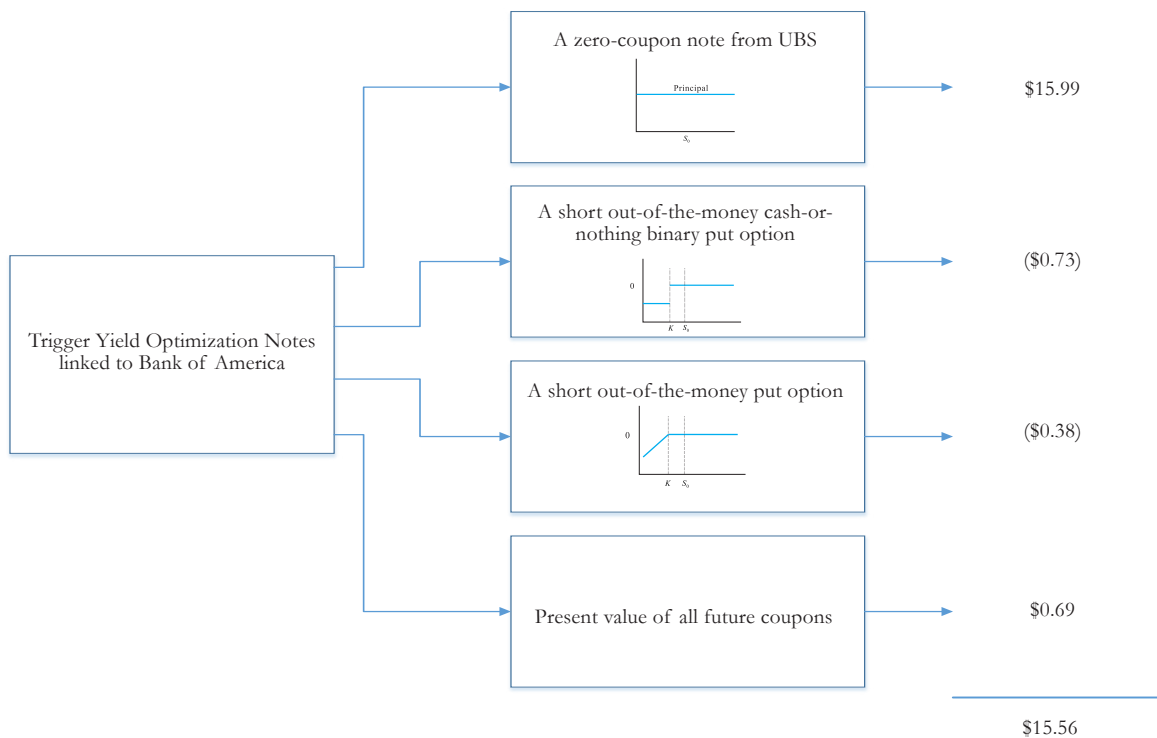 A zero-coupon note from UBS
Principal
S0
$15.99
A short out-of-the-money cash-or-
nothing binary put option
0
K S0
($0.73)
Trigger Yield Optimization Notes
linked to Bank of America
A short out-of-the-money put option
0
K S0
($0.38)
Present value of all future coupons
$0.69
$15.56